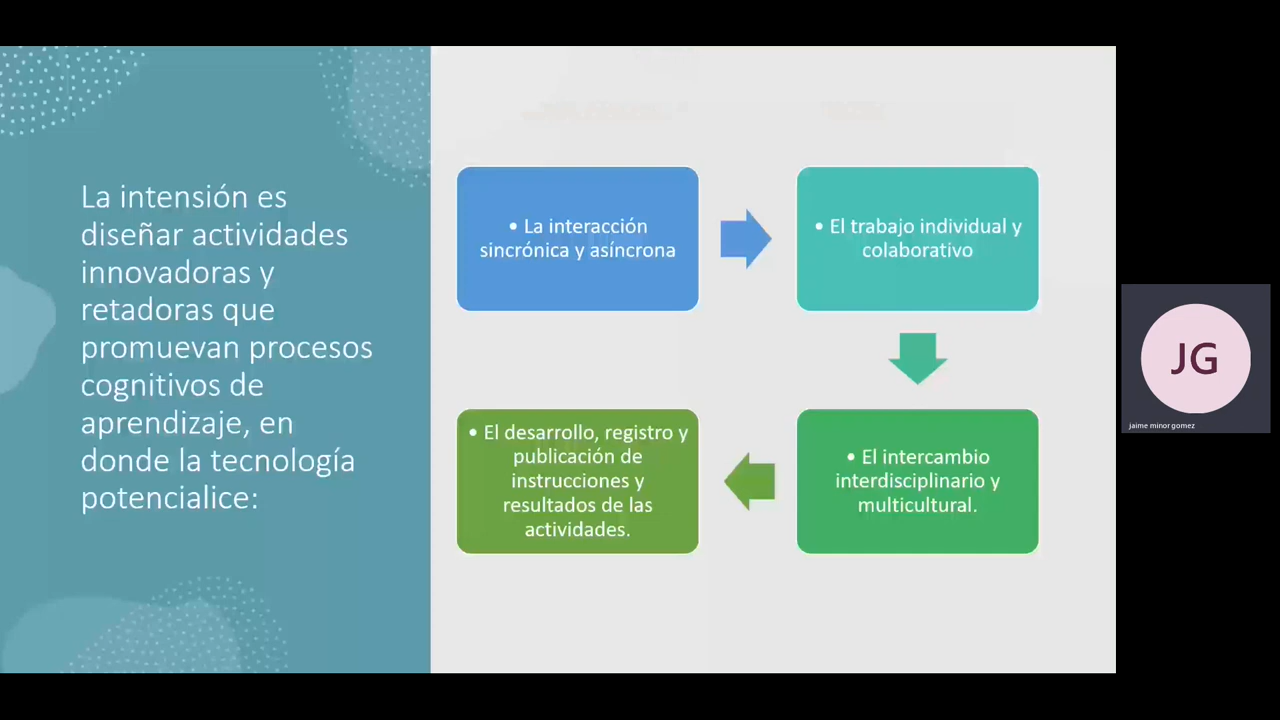 La intensión es
diseñar actividades
innovadoras y
retadoras que
promuevan procesos
cognitivos de
aprendizaje, en
donde la tecnología
potencialice:
• La interacción
sincrónica y asíncrona
• El trabajo individual y
colaborativo
• El intercambio
interdisciplinario y
multicultural.
• El desarrollo, registro y
publicación de
instrucciones y
resultados de las
actividades.
JG
jaime minor gomez